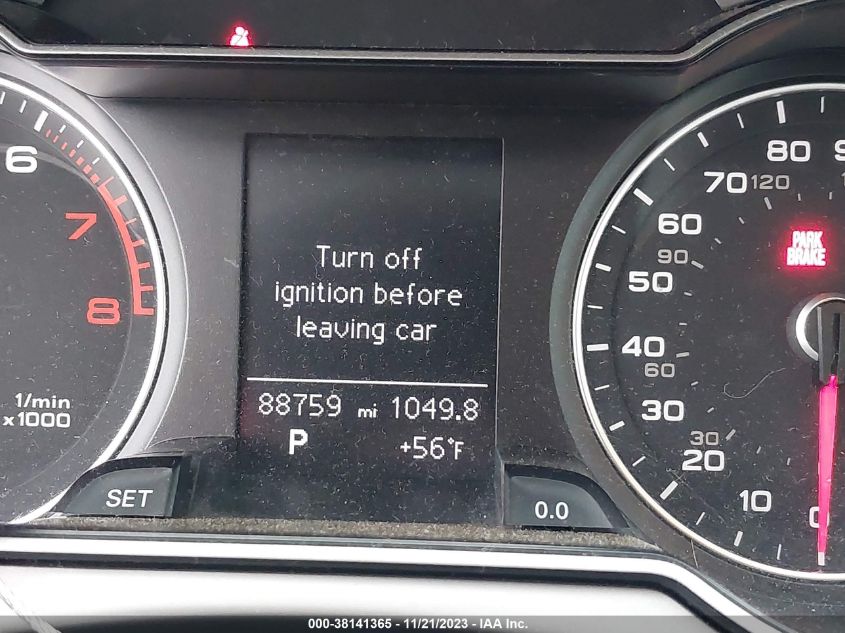 6
7
8
1/min
x1000
SET
Turn off
ignition before
leaving car
88759 mi 1049.8
P +56°F
0.0
80
70 120
60
90
50
40
60
30
30
20
10
0
PARK
BRAKE
000-38141365 - 11/21/2023 - IAA Inc.